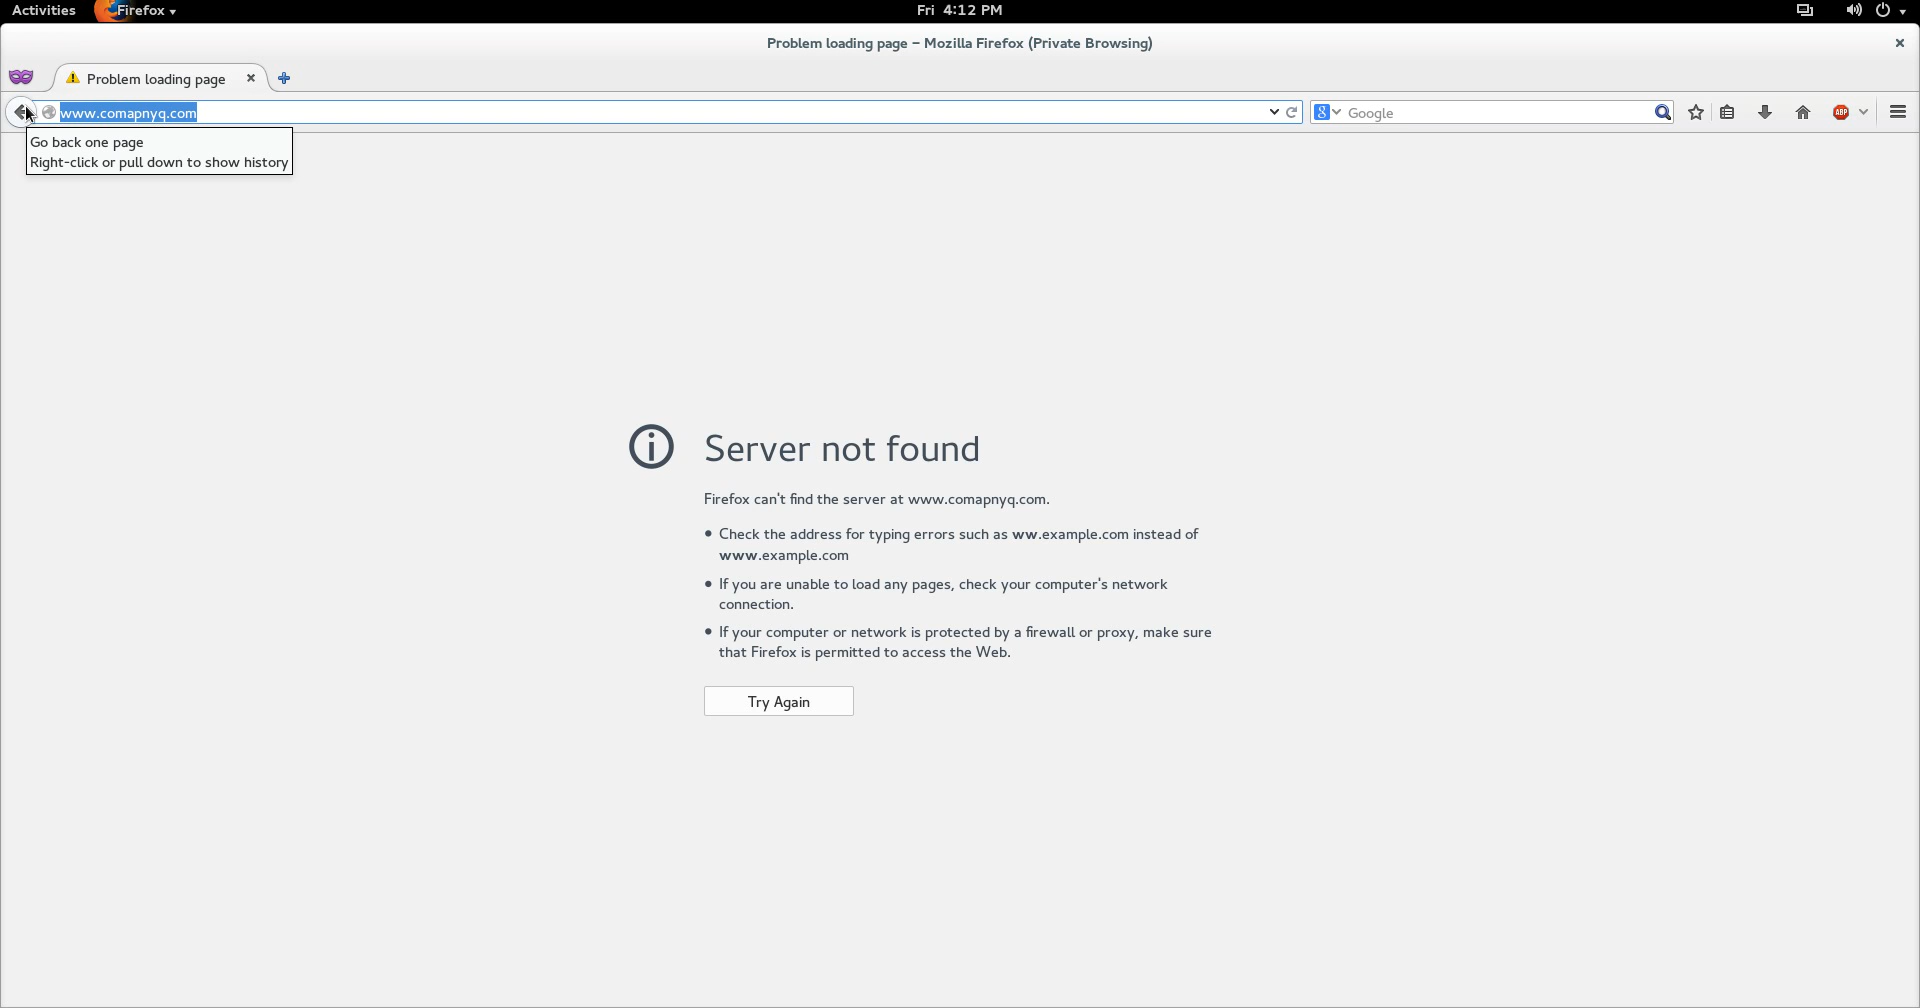 Activities Firefox Fri 4:12 PM
Problem loading page – Mozilla Firefox (Private Browsing)
Problem loading page
www.comapnyq.com
8 Google
ABP
Go back one page
Right-click or pull down to show history
Server not found
Firefox can't find the server at www.comapnyq.com.
• Check the address for typing errors such as ww.example.com instead of
www.example.com
• If you are unable to load any pages, check your computer's network
connection.
• If your computer or network is protected by a firewall or proxy, make sure
that Firefox is permitted to access the Web.
Try Again